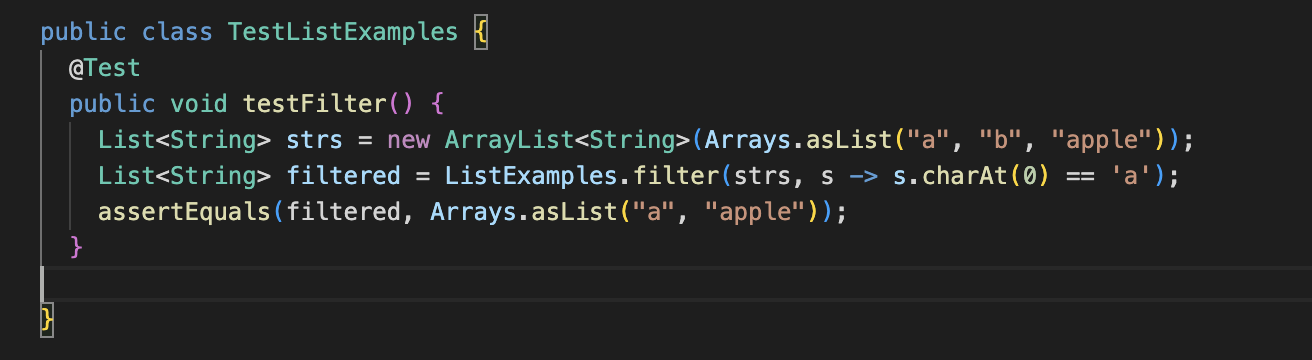 public class TestListExamples {
@Test
public void testFilter() {
List<String> strs = new ArrayList<String>(Arrays.asList("a", "b", "apple"));
List<String> filtered = ListExamples.filter(strs, s -> s.charAt(0) == 'a');
assertEquals(filtered, Arrays.asList("a", "apple"));
}
}